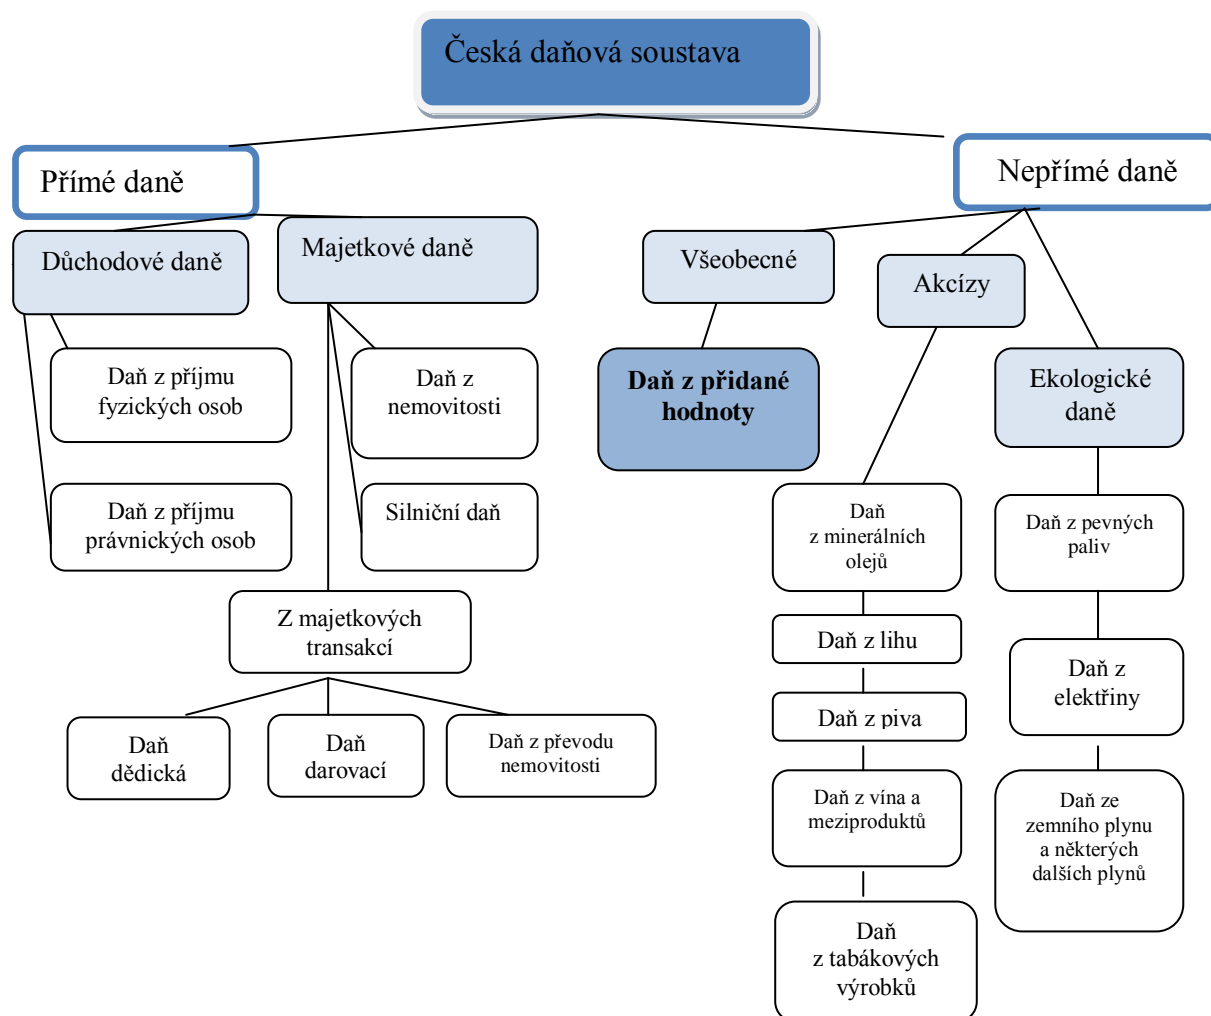 Česká daňová soustava
Přímé daně
Nepřímé daně
Důchodové daně
Majetkové daně
Všeobecné
Akcízy
Daň z příjmu
fyzických osob
Daň z
nemovitosti
Daň z přidané
hodnoty
Ekologické
daně
Daň z příjmu
právnických osob
Silniční daň
Daň
z minerálních
olejů
Daň z pevných
paliv
Z majetkových
transakcí
Daň z lihu
Daň z
elektřiny
Daň z piva
Daň
dědická
Daň
darovací
Daň z převodu
nemovitosti
Daň z vína a
meziproduktů
Daň ze
zemního plynu
a některých
dalších plynů
Daň
z tabákových
výrobků